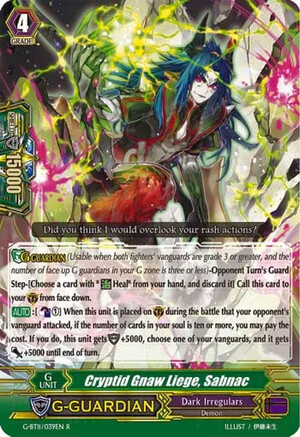 4
GRADE
15000
Did you think I would overlook your rash actions?
G GUARDIAN (Usable when both fighters' vanguards are grade 3 or greater, and the
number of face up G guardians in your G zone is three or less)-Opponent Turn's Guard
Step-[Choose a card with " Heal" from your hand, and discard it] Call this card to
your from face down.
AUTO :[ ] When this unit is placed on during the battle that your opponent's
vanguard attacked, if the number of cards in your soul is ten or more, you may pay the
cost. If you do, this unit gets +5000, choose one of your vanguards, and it gets
+5000 until end of turn.
G
UNIT
Cryptid Gnaw Liege, Sabnac
G-GUARDIAN
Dark Irregulars
Demon
G-BT11/039EN R
ILLUST / 伊藤未生